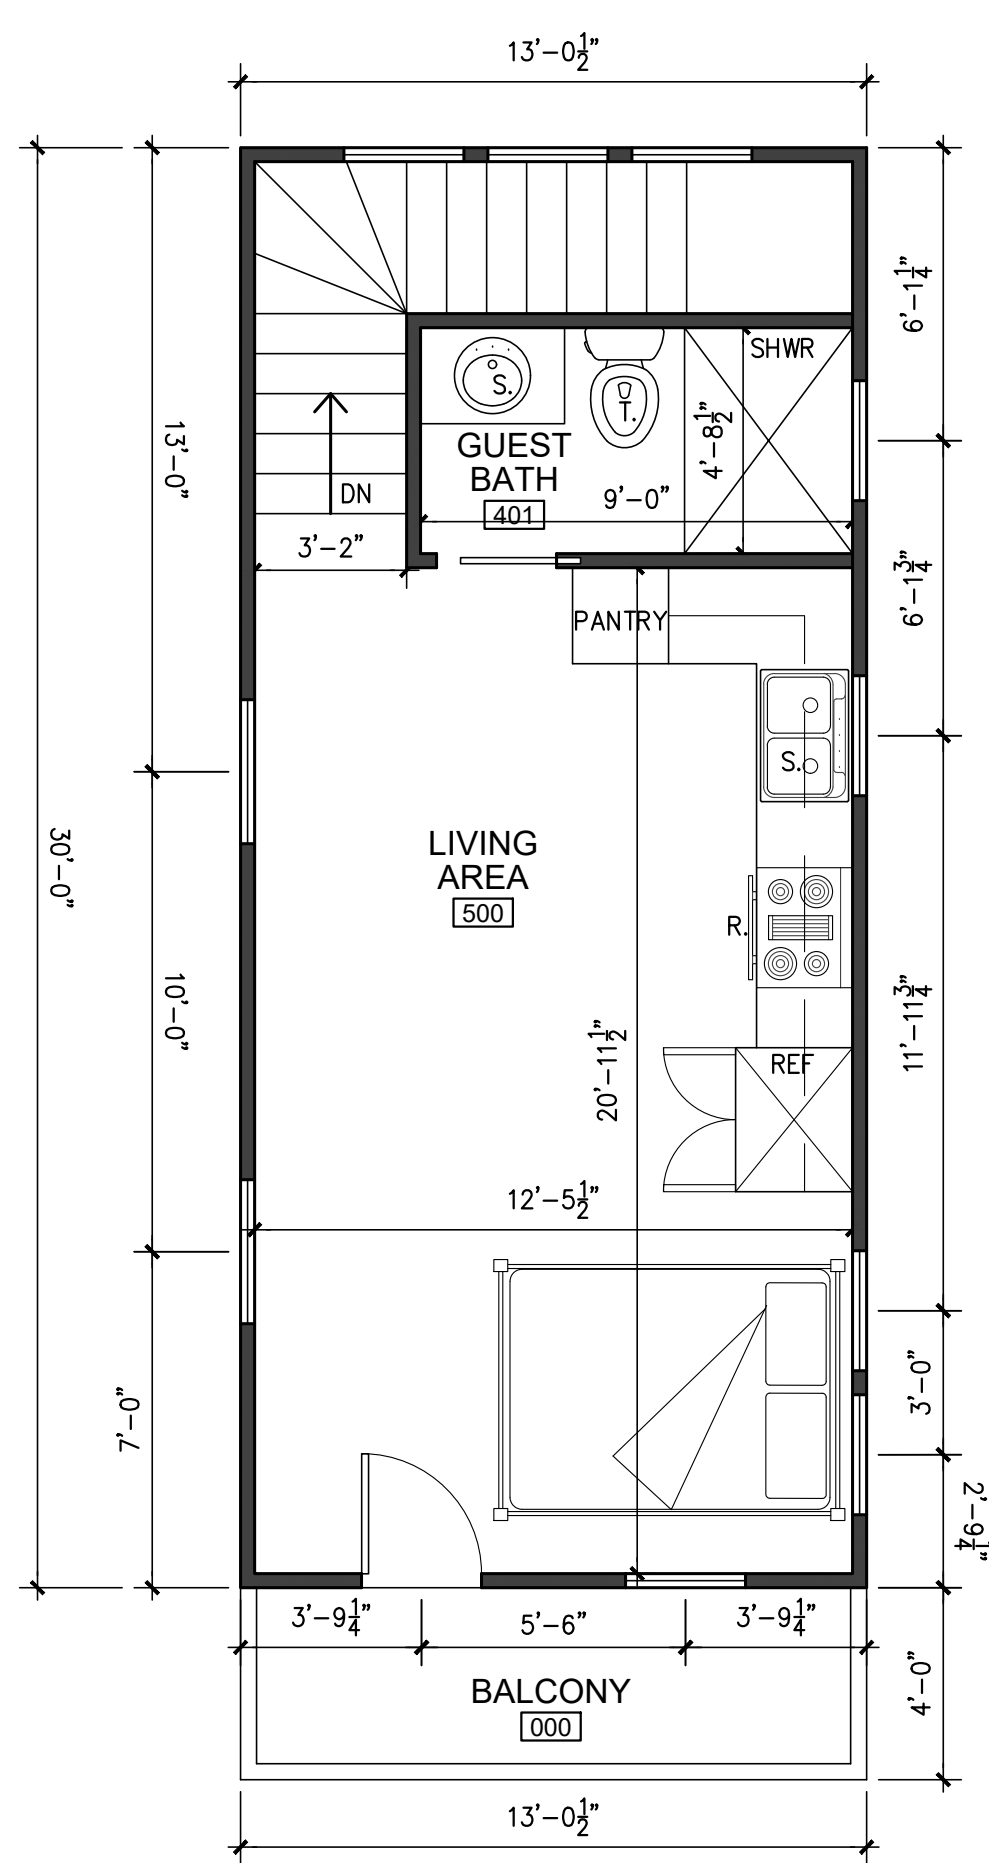 13'-0½"
6'-1¼"
SHWR
S.
T.
4'-8½"
GUEST
BATH
401
9'-0"
13'-0"
DN
3'-2"
6'-1¾"
PANTRY
S.
LIVING
AREA
500
30'-0"
R.
10'-0"
11'-11¾"
20'-11½"
REF
12'-5½"
3'-0"
7'-0"
2'-9¼"
3'-9¼"
5'-6"
3'-9¼"
4'-0"
BALCONY
000
13'-0½"